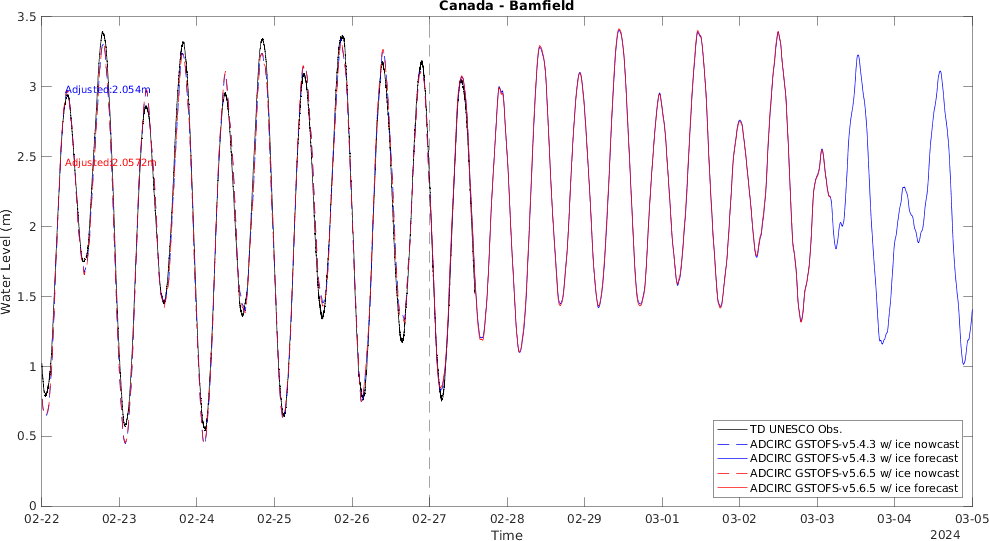 Canada - Bamfield
Water Level (m)
3.5
3
2.5
2
1.5
1
0.5
0
Adjusted:2.054m
Adjusted:2.0572m
TD UNESCO Obs.
ADCIRC GSTOFS-v5.4.3 w/ ice nowcast
ADCIRC GSTOFS-v5.4.3 w/ ice forecast
ADCIRC GSTOFS-v5.6.5 w/ ice nowcast
ADCIRC GSTOFS-v5.6.5 w/ ice forecast
02-22 02-23 02-24 02-25 02-26 02-27 02-28 02-29 03-01 03-02 03-03 03-04 03-05
Time
2024